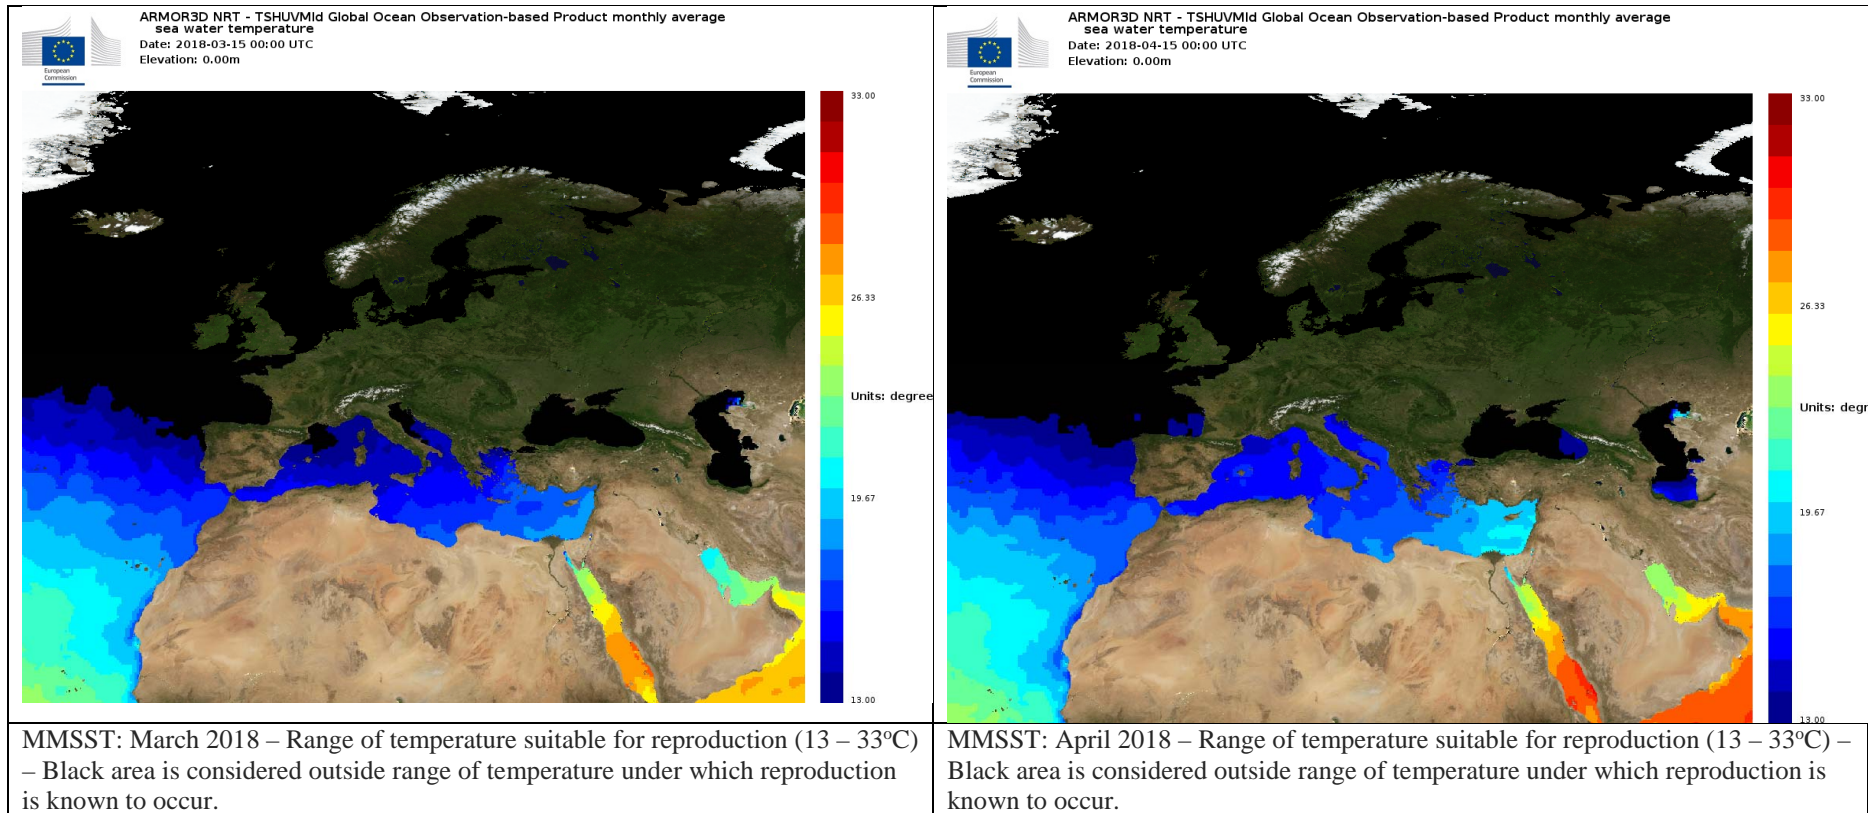 ARMOR3D NRT - TSHUVMld Global Ocean Observation-based Product monthly average
sea water temperature
Date: 2018-03-15 00:00 UTC
Elevation: 0.00m
European
Commission
33.00
26.33
Units: degree
19.67
13.00
MMSST: March 2018 – Range of temperature suitable for reproduction (13 – 33°C)
– Black area is considered outside range of temperature under which reproduction
is known to occur.
ARMOR3D NRT - TSHUVMld Global Ocean Observation-based Product monthly average
sea water temperature
Date: 2018-04-15 00:00 UTC
Elevation: 0.00m
European
Commission
33.00
26.33
Units: degr
19.67
13.00
MMSST: April 2018 – Range of temperature suitable for reproduction (13 – 33°C) –
Black area is considered outside range of temperature under which reproduction is
known to occur.